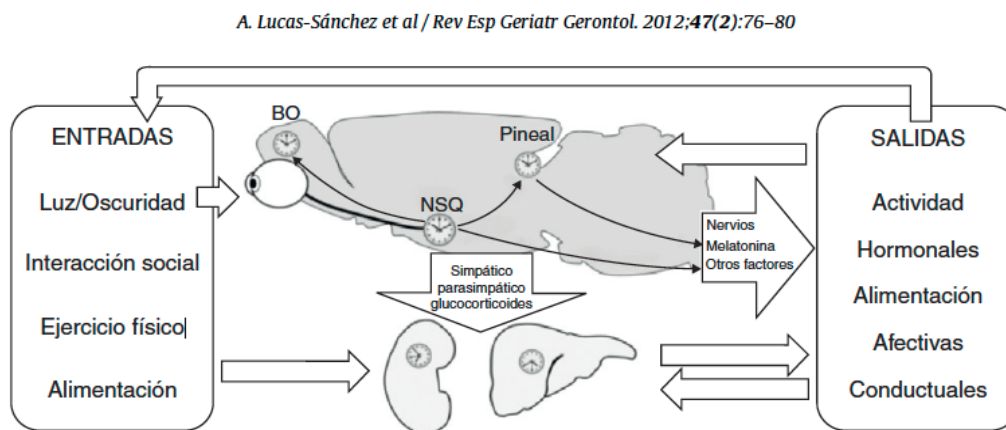 A. Lucas-Sánchez et al / Rev Esp Geriatr Gerontol. 2012;47(2):76–80
ENTRADAS
Luz/Oscuridad
Interacción social
Ejercicio físico
Alimentación
BO
Pineal
NSQ
Nervios
Melatonina
Otros factores
Simpático
parasimpático
glucocorticoides
SALIDAS
Actividad
Hormonales
Alimentación
Afectivas
Conductuales